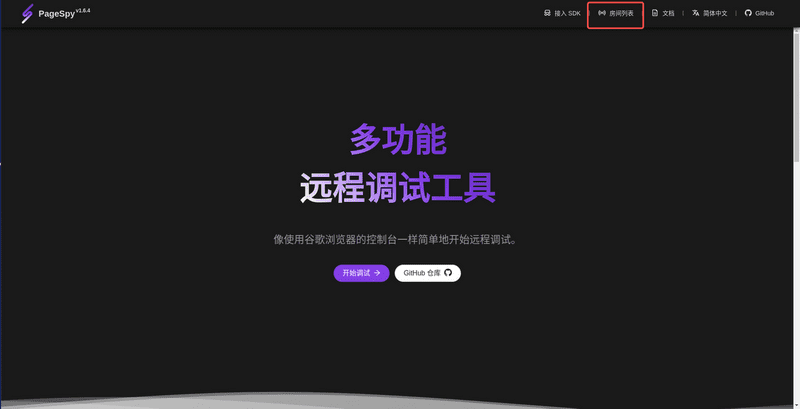 PageSpy v1.8.4
接入 SDK | 房间列表 | 文档 | 简体中文 | GitHub
多功能
远程调试工具
像使用谷歌浏览器的控制台一样简单地开始远程调试。
开始调试 GitHub 仓库